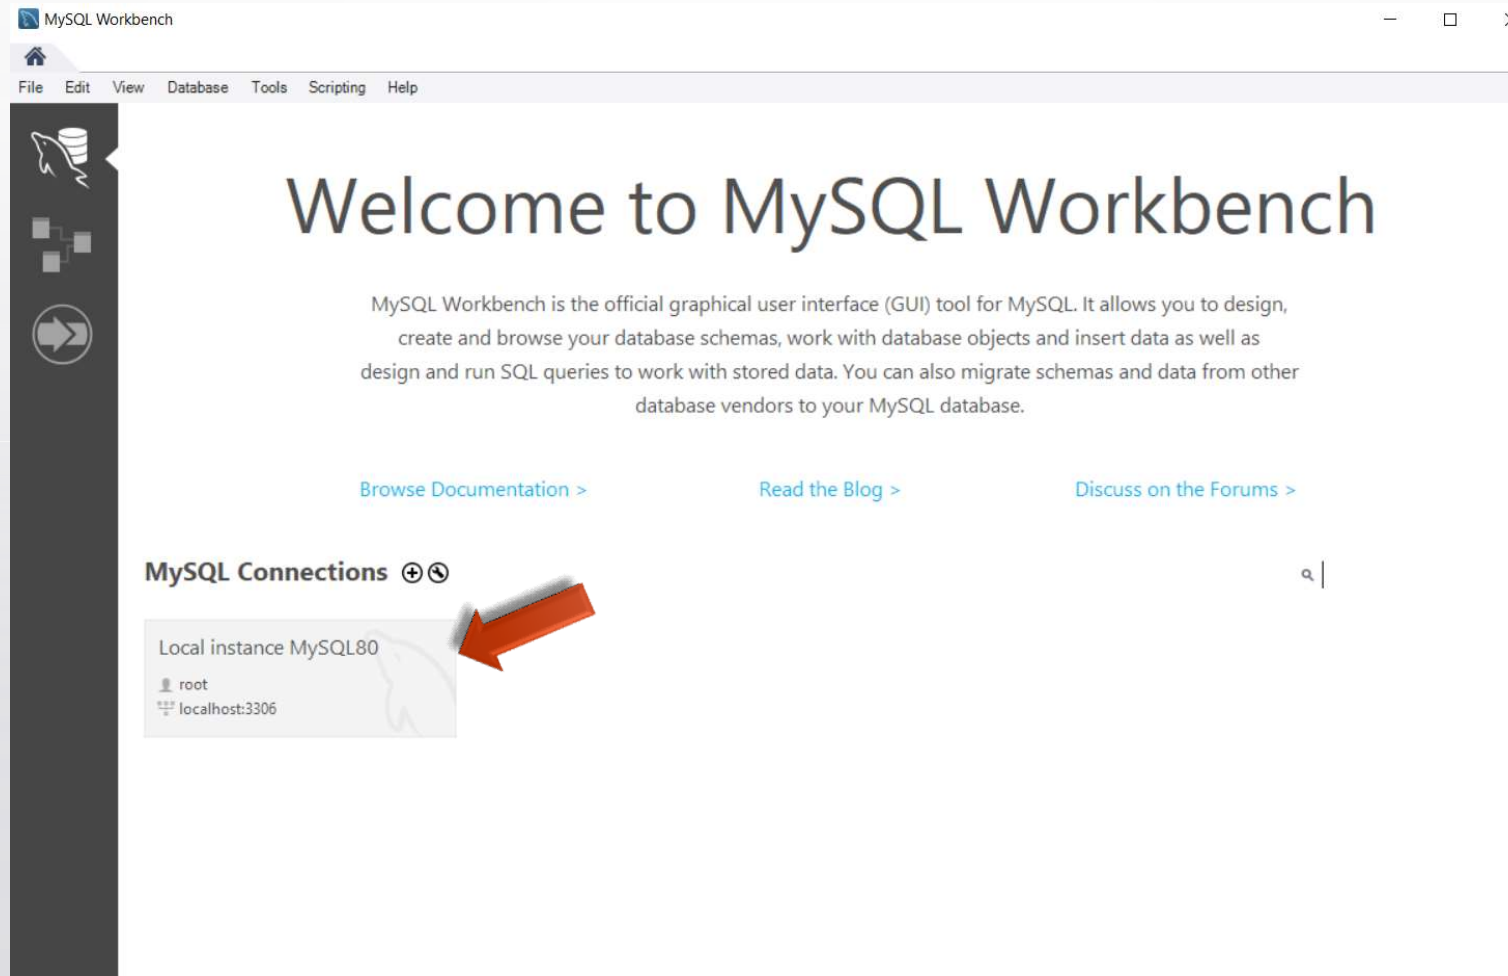 MySQL Workbench
File Edit View Database Tools Scripting Help
Welcome to MySQL Workbench
MySQL Workbench is the official graphical user interface (GUI) tool for MySQL. It allows you to design,
create and browse your database schemas, work with database objects and insert data as well as
design and run SQL queries to work with stored data. You can also migrate schemas and data from other
database vendors to your MySQL database.
Browse Documentation > Read the Blog > Discuss on the Forums >
MySQL Connections
Local instance MySQL80
root
localhost:3306